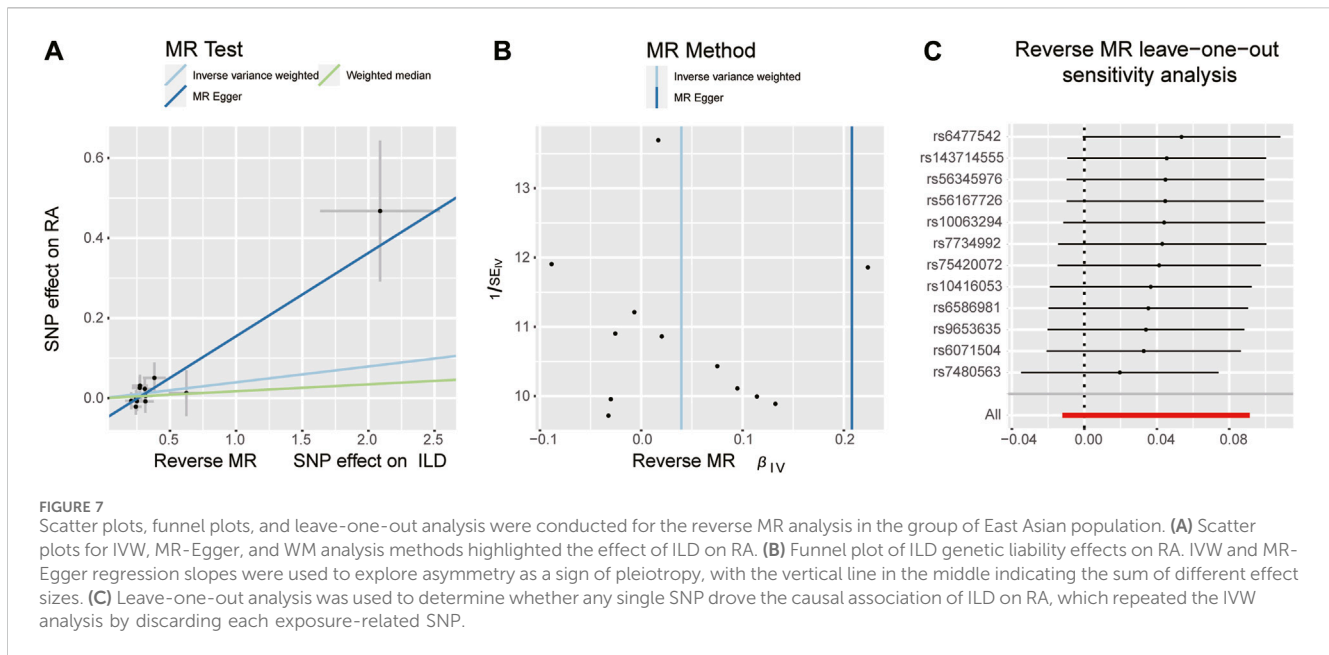 A
MR Test
Inverse variance weighted
Weighted median
MR Egger
SNP effect on RA
0.6
0.4
0.2
0.0
0.5
1.0
1.5
2.0
2.5
Reverse MR
SNP effect on ILD
B
MR Method
Inverse variance weighted
MR Egger
1/SE_IV
13
12
11
10
−0.1
0.0
0.1
0.2
Reverse MR β_IV
C
Reverse MR leave−one−out
sensitivity analysis
rs6477542
rs143714555
rs56345976
rs56167726
rs10063294
rs7734992
rs75420072
rs10416053
rs6586981
rs9653635
rs6071504
rs7480563
All
−0.04
0.00
0.04
0.08
FIGURE 7
Scatter plots, funnel plots, and leave-one-out analysis were conducted for the reverse MR analysis in the group of East Asian population. (A) Scatter
plots for IVW, MR-Egger, and WM analysis methods highlighted the effect of ILD on RA. (B) Funnel plot of ILD genetic liability effects on RA. IVW and MR-
Egger regression slopes were used to explore asymmetry as a sign of pleiotropy, with the vertical line in the middle indicating the sum of different effect
sizes. (C) Leave-one-out analysis was used to determine whether any single SNP drove the causal association of ILD on RA, which repeated the IVW
analysis by discarding each exposure-related SNP.